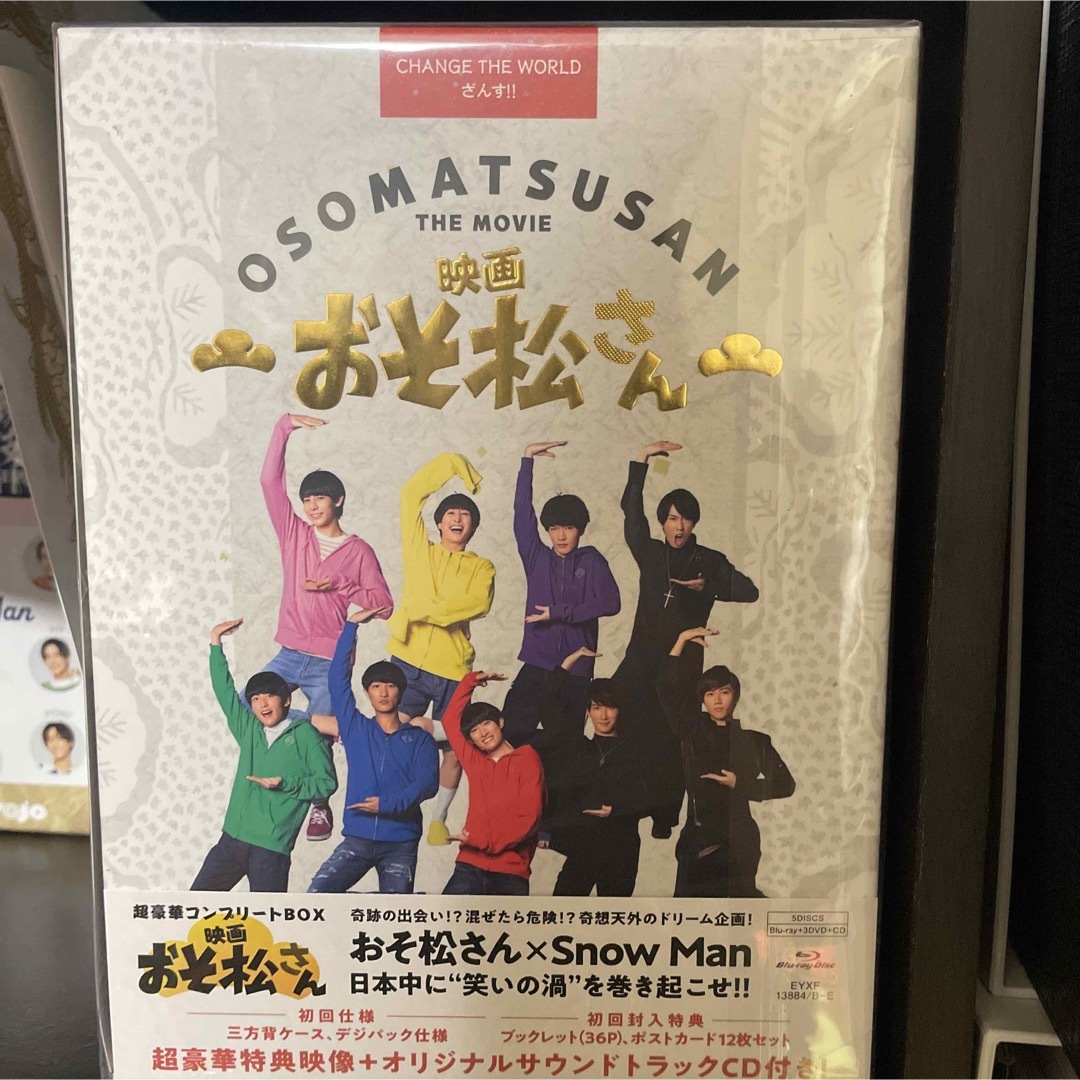 CHANGE THE WORLD
ざんす!!
OSOMATSUSAN
THE MOVIE
映画
おそ松さん
超豪華コンプリートBOX
映画
おそ松さん
奇跡の出会い!?混ぜたら危険!?奇想天外のドリーム企画!
おそ松さん×Snow Man
日本中に“笑いの渦”を巻き起こせ!!
5DISCS
Blu-ray+3DVD+CD
Blu-ray Disc
EYXF
13884/B~E
初回仕様
三方背ケース、デジパック仕様
初回封入特典
ブックレット(36P)、ポストカード12枚セット
超豪華特典映像+オリジナルサウンドトラックCD付き!